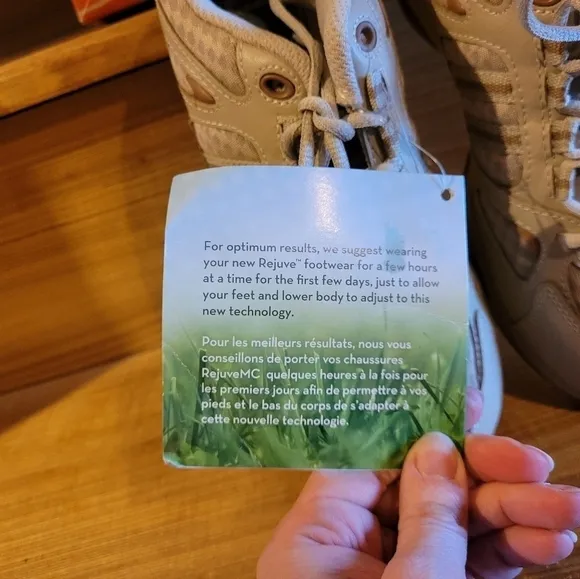 For optimum results, we suggest wearing
your new Rejuve™ footwear for a few hours
at a time for the first few days, just to allow
your feet and lower body to adjust to this
new technology.
Pour les meilleurs résultats, nous vous
conseillons de porter vos chaussures
RejuveMC quelques heures à la fois pour
les premiers jours afin de permettre à vos
pieds et le bas du corps de s'adapter à
cette nouvelle technologie.